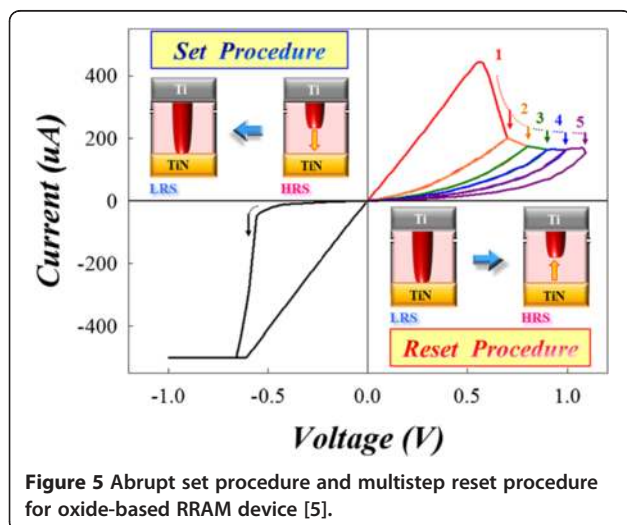 Set Procedure
Ti Ti
TiN TiN
LRS HRS
1
2
3
4
5
400
200
0
-200
-400
Current (uA)
Ti Ti
TiN TiN
LRS HRS
Reset Procedure
-1.0 -0.5 0.0 0.5 1.0
Voltage (V)
Figure 5 Abrupt set procedure and multistep reset procedure
for oxide-based RRAM device [5].